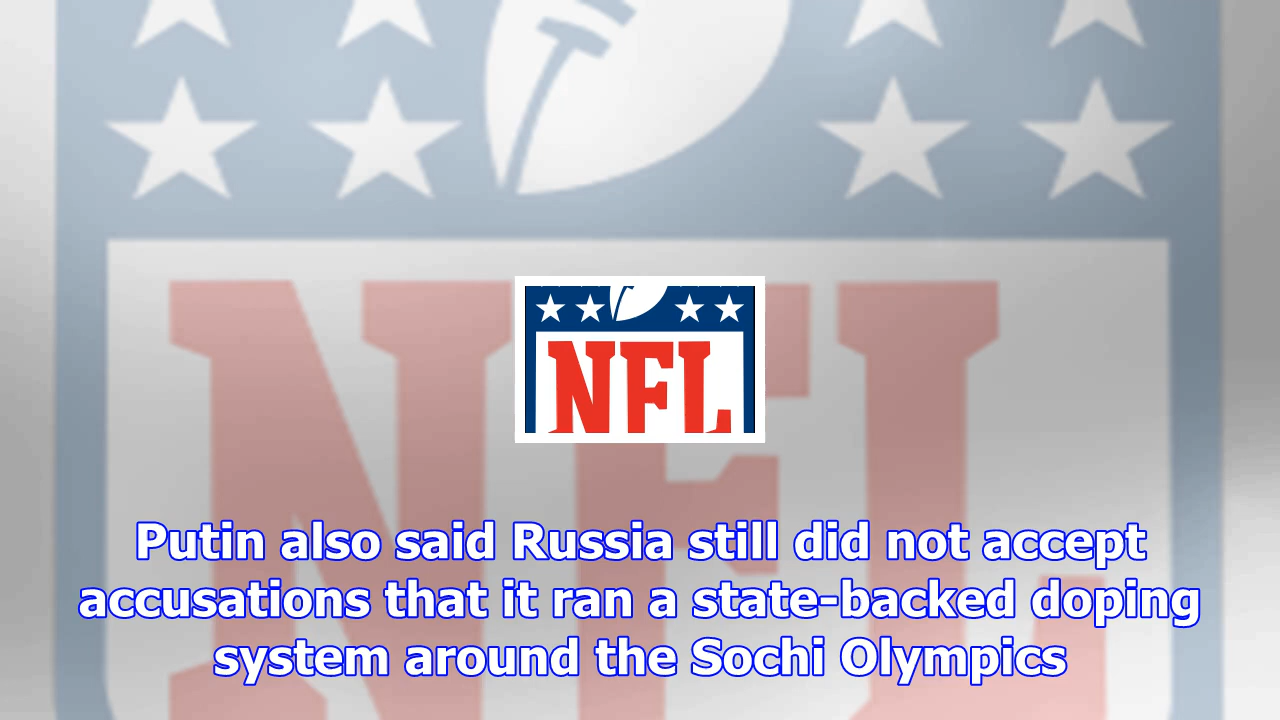 NFL
NFL
Putin also said Russia still did not accept
accusations that it ran a state-backed doping
system around the Sochi Olympics